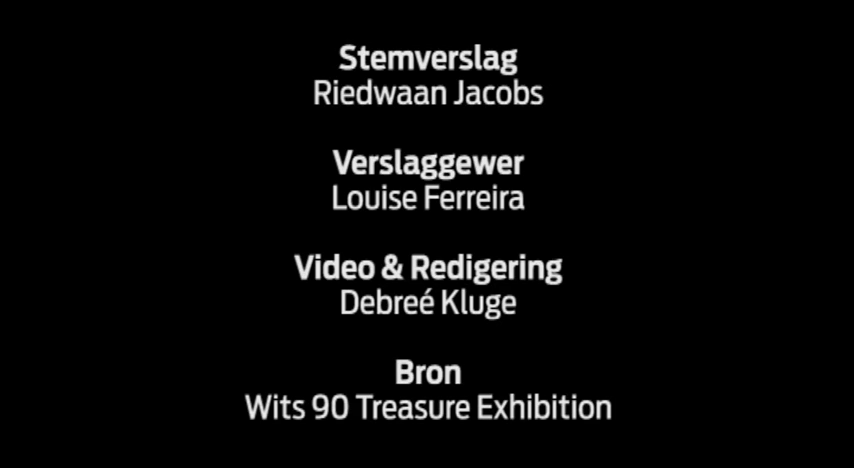 Stemverslag
Riedwaan Jacobs
Verslaggewer
Louise Ferreira
Video & Redigering
Debreé Kluge
Bron
Wits 90 Treasure Exhibition